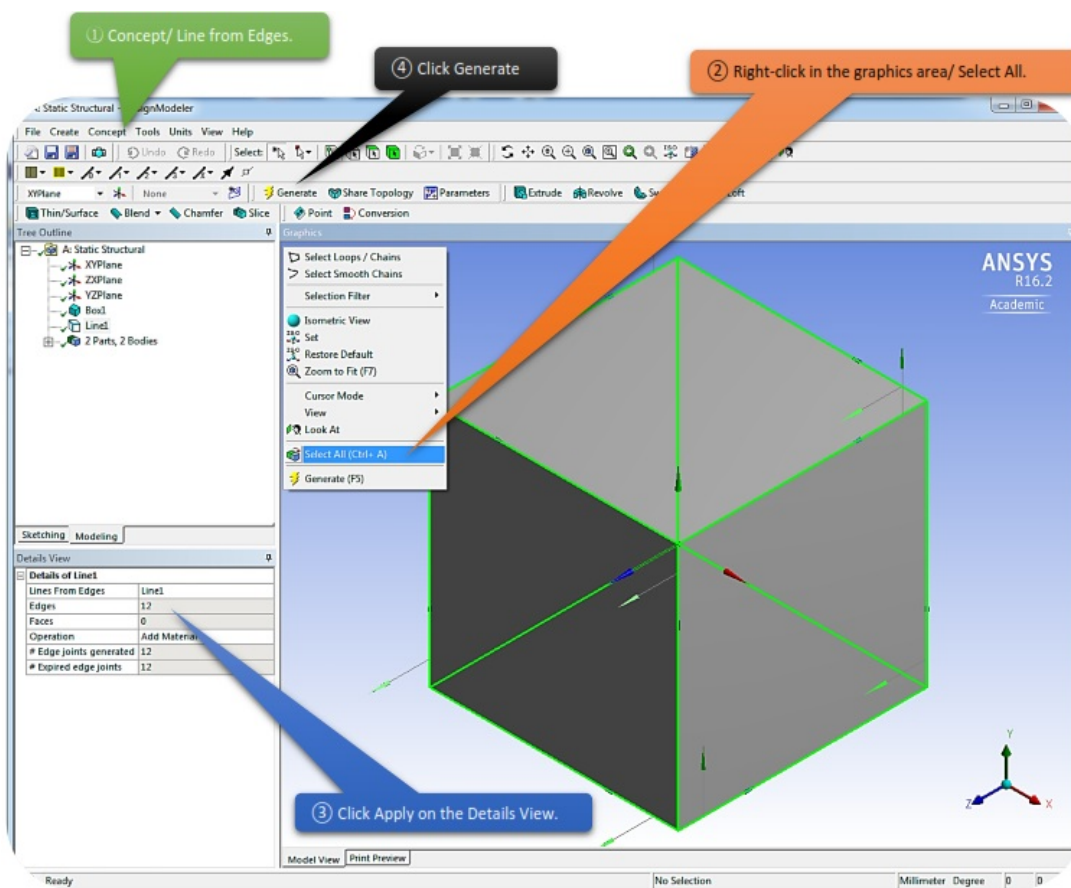 ① Concept/ Line from Edges.
④ Click Generate
② Right-click in the graphics area/ Select All.
A: Static Structural -
File Create Concept Tools Units View Help
Undo Redo Select:
XYPlane None Generate Share Topology Parameters Extrude Revolve
Thin/Surface Blend Chamfer Slice Point Conversion
Tree Outline
A: Static Structural
XYPlane
ZXPlane
YZPlane
Box1
Line1
2 Parts, 2 Bodies
Sketching Modeling
Details View
Details of Line1
Lines From Edges Line1
Edges 12
Faces 0
Operation Add Material
# Edge joints generated 12
# Expired edge joints 12
Graphics
Select Loops / Chains
Select Smooth Chains
Selection Filter
Isometric View
ISO Set
ISO Restore Default
Zoom to Fit (F7)
Cursor Mode
View
Look At
Select All (Ctrl+ A)
Generate (F5)
ANSYS
R16.2
Academic
Y
Z
X
③ Click Apply on the Details View.
Model View Print Preview
Ready No Selection Millimeter Degree 0 0